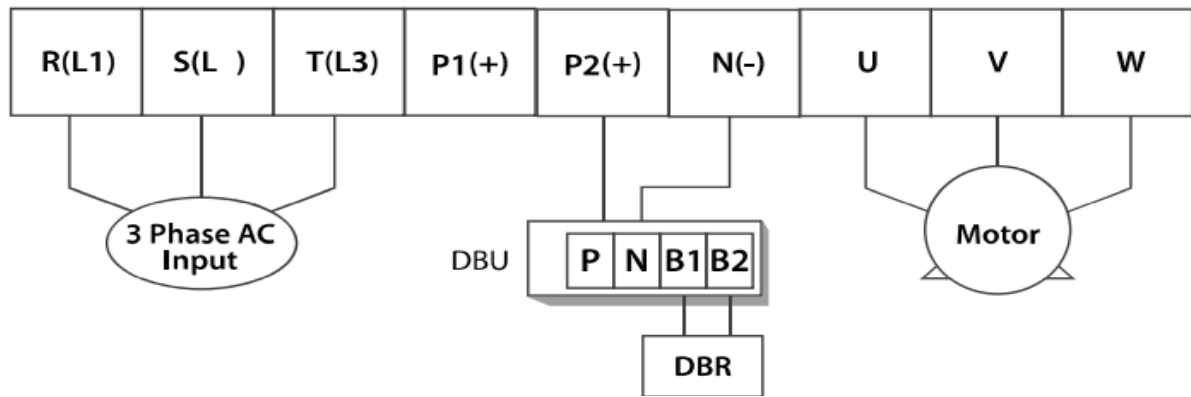 R(L1) S(L ) T(L3) P1(+) P2(+) N(-) U V W
3 Phase AC
Input
Motor
DBU
P N B1 B2
DBR